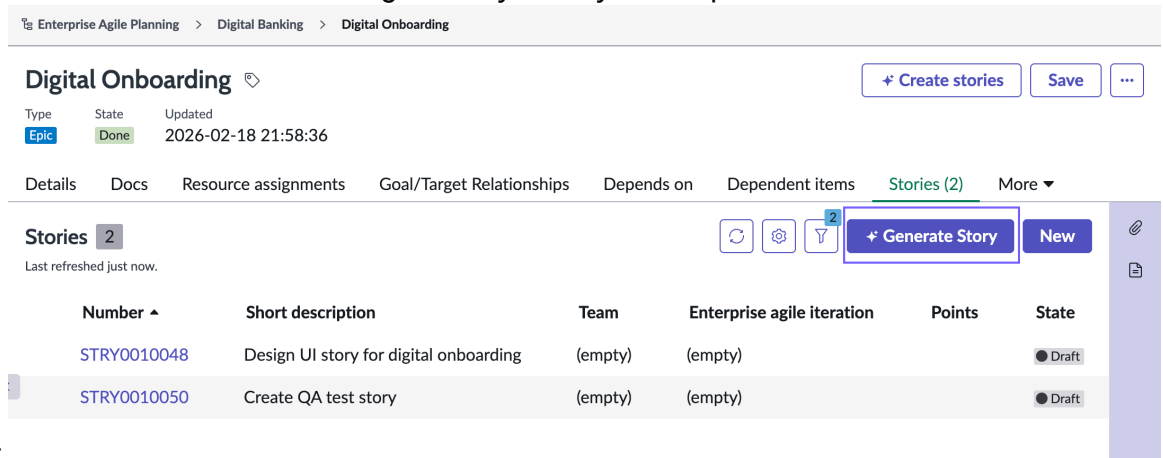 Enterprise Agile Planning > Digital Banking > Digital Onboarding
Digital Onboarding
Create stories Save ...
Type State Updated
Epic Done 2026-02-18 21:58:36
Details Docs Resource assignments Goal/Target Relationships Depends on Dependent items Stories (2) More
Stories 2
2
Generate Story New
Last refreshed just now.
Number Short description Team Enterprise agile iteration Points State
STRY0010048 Design UI story for digital onboarding (empty) (empty) Draft
STRY0010050 Create QA test story (empty) (empty) Draft